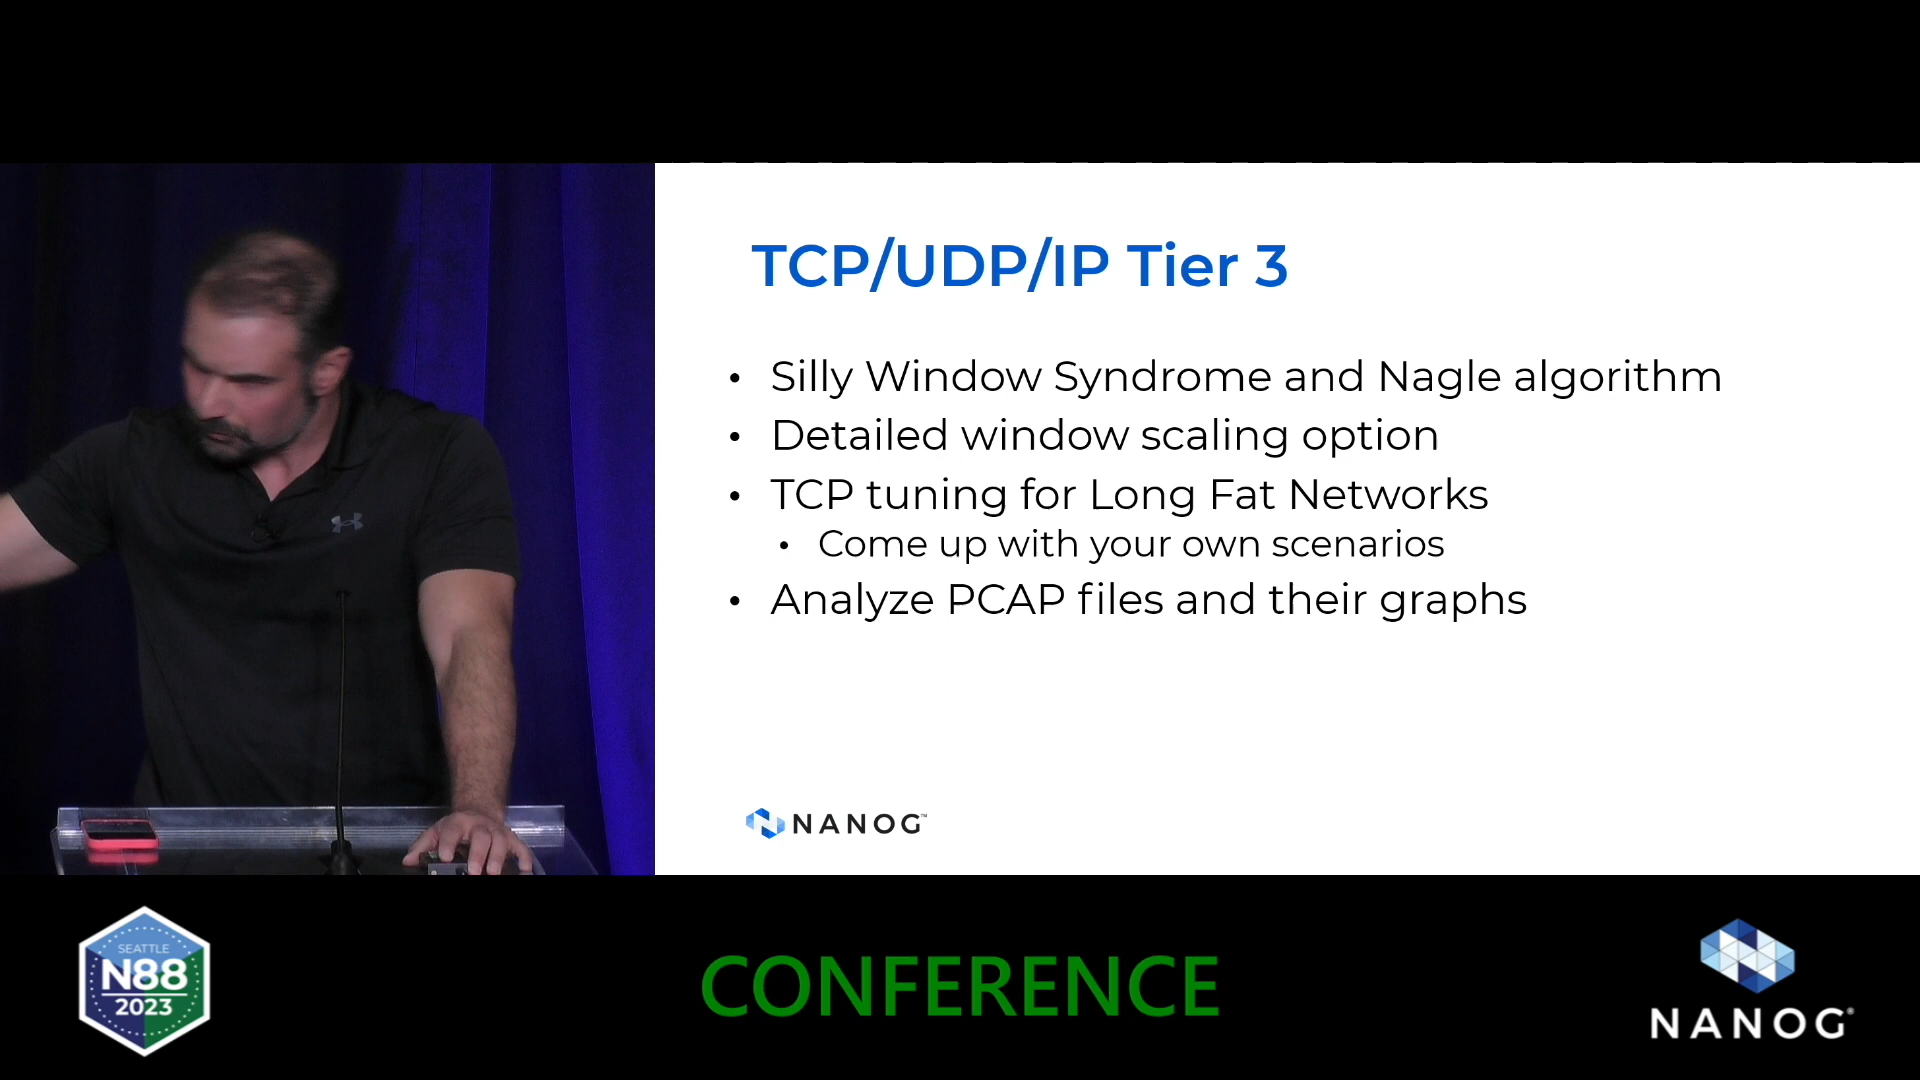 TCP/UDP/IP Tier 3
• Silly Window Syndrome and Nagle algorithm
• Detailed window scaling option
• TCP tuning for Long Fat Networks
• Come up with your own scenarios
• Analyze PCAP files and their graphs
NANOG™
SEATTLE
N88
2023
CONFERENCE
NANOG®